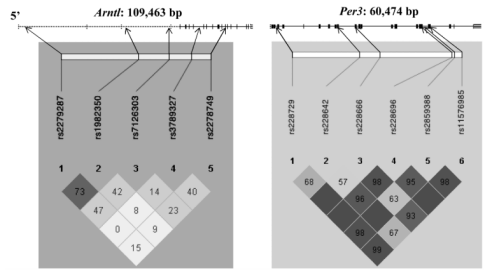 5’ Arntl: 109,463 bp Per3: 60,474 bp
rs2279287 rs1982350 rs7126303 rs3789327 rs2278749 rs228729 rs228642 rs228666 rs228696 rs2859388 rs11576985
1 2 3 4 5 1 2 3 4 5 6
73 42 14 40 68 57 98 95 98
47 8 23 98 63 93
0 9 98 67
15 99